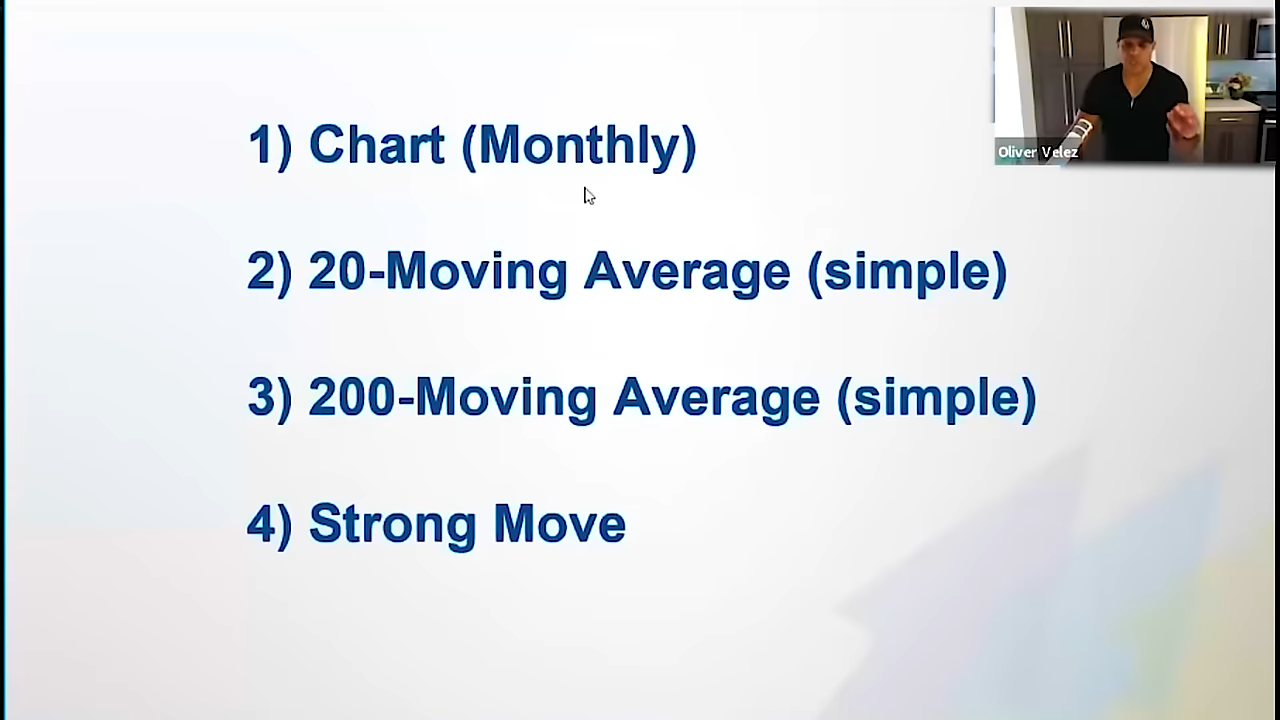 1) Chart (Monthly)
Oliver Velez
2) 20-Moving Average (simple)
3) 200-Moving Average (simple)
4) Strong Move